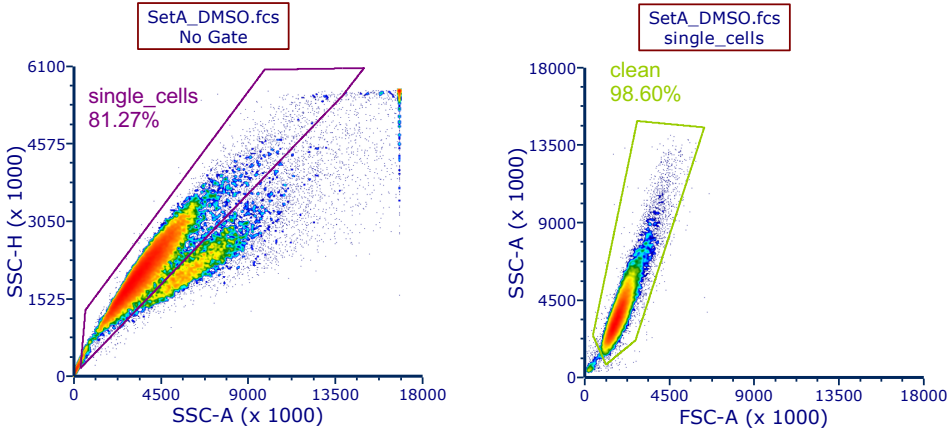 SetA_DMSO.fcs
No Gate
6100
4575
3050
1525
0
SSC-H (x 1000)
single_cells
81.27%
0
4500
9000
13500
18000
SSC-A (x 1000)
SetA_DMSO.fcs
single_cells
18000
13500
9000
4500
0
SSC-A (x 1000)
clean
98.60%
0
4500
9000
13500
18000
FSC-A (x 1000)